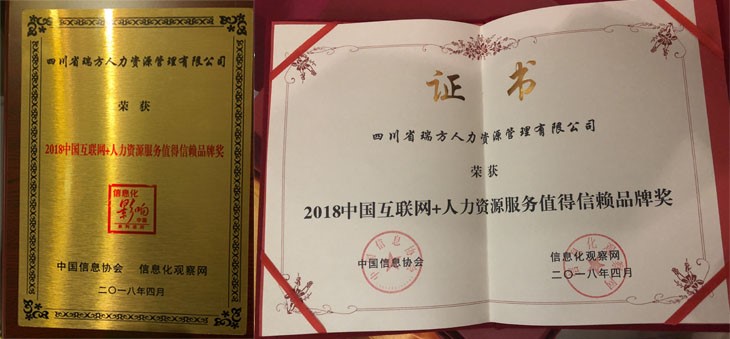 四川省瑞方人力资源管理有限公司
荣获
2018中国互联网+人力资源服务值得信赖品牌奖
信息化
影响
中国信息协会 信息化观察网
二〇一八年四月
证书
四川省瑞方人力资源管理有限公司
荣获
2018中国互联网+人力资源服务值得信赖品牌奖
中国信息协会
信息化观察网
二〇一八年四月